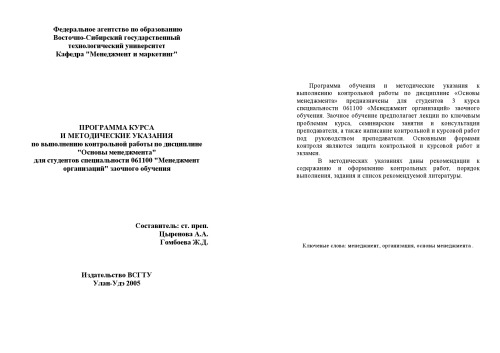 Федеральное агентство по образованию
Восточно-Сибирский государственный
технологический университет
Кафедра "Менеджмент и маркетинг"
ПРОГРАММА КУРСА
И МЕТОДИЧЕСКИЕ УКАЗАНИЯ
по выполнению контрольной работы по дисциплине
"Основы менеджмента"
для студентов специальности 061100 "Менеджмент
организаций" заочного обучения
Составитель: ст. преп.
Цыренова А.А.
Гомбоева Ж.Д.
Издательство ВСГТУ
Улан-Удэ 2005
Программа обучения и методические указания к
выполнению контрольной работы по дисциплине «Основы
менеджмента» предназначены для студентов 3 курса
специальности 061100 «Менеджмент организаций» заочного
обучения. Заочное обучение предполагает лекции по ключевым
проблемам курса, семинарские занятия и консультации
преподавателя, а также написание контрольной и курсовой работ
под руководством преподавателя. Основными формами
контроля являются защита контрольной и курсовой работ и
экзамен.
В методических указаниях даны рекомендации к
содержанию и оформлению контрольных работ, порядок
выполнения, задания и список рекомендуемой литературы.
Ключевые слова: менеджмент, организация, основы менеджмента.